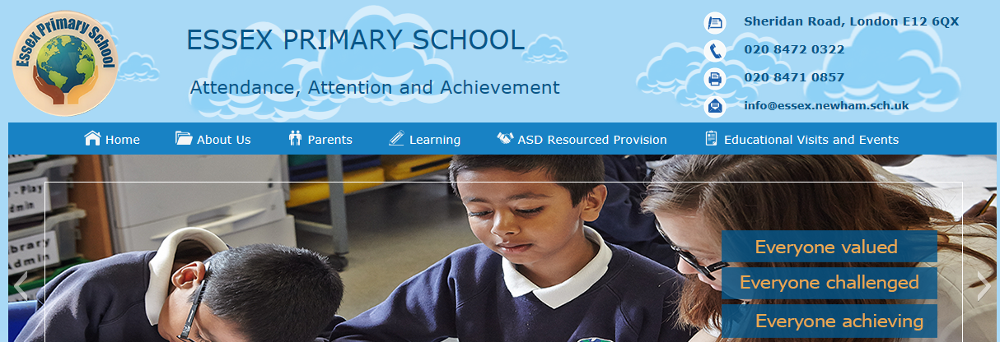 Essex Primary School
ESSEX PRIMARY SCHOOL
Attendance, Attention and Achievement
Sheridan Road, London E12 6QX
020 8472 0322
020 8471 0857
info@essex.newham.sch.uk
Home
About Us
Parents
Learning
ASD Resourced Provision
Educational Visits and Events
Play
dmin
ibrary
Admin
Everyone valued
Everyone challenged
Everyone achieving